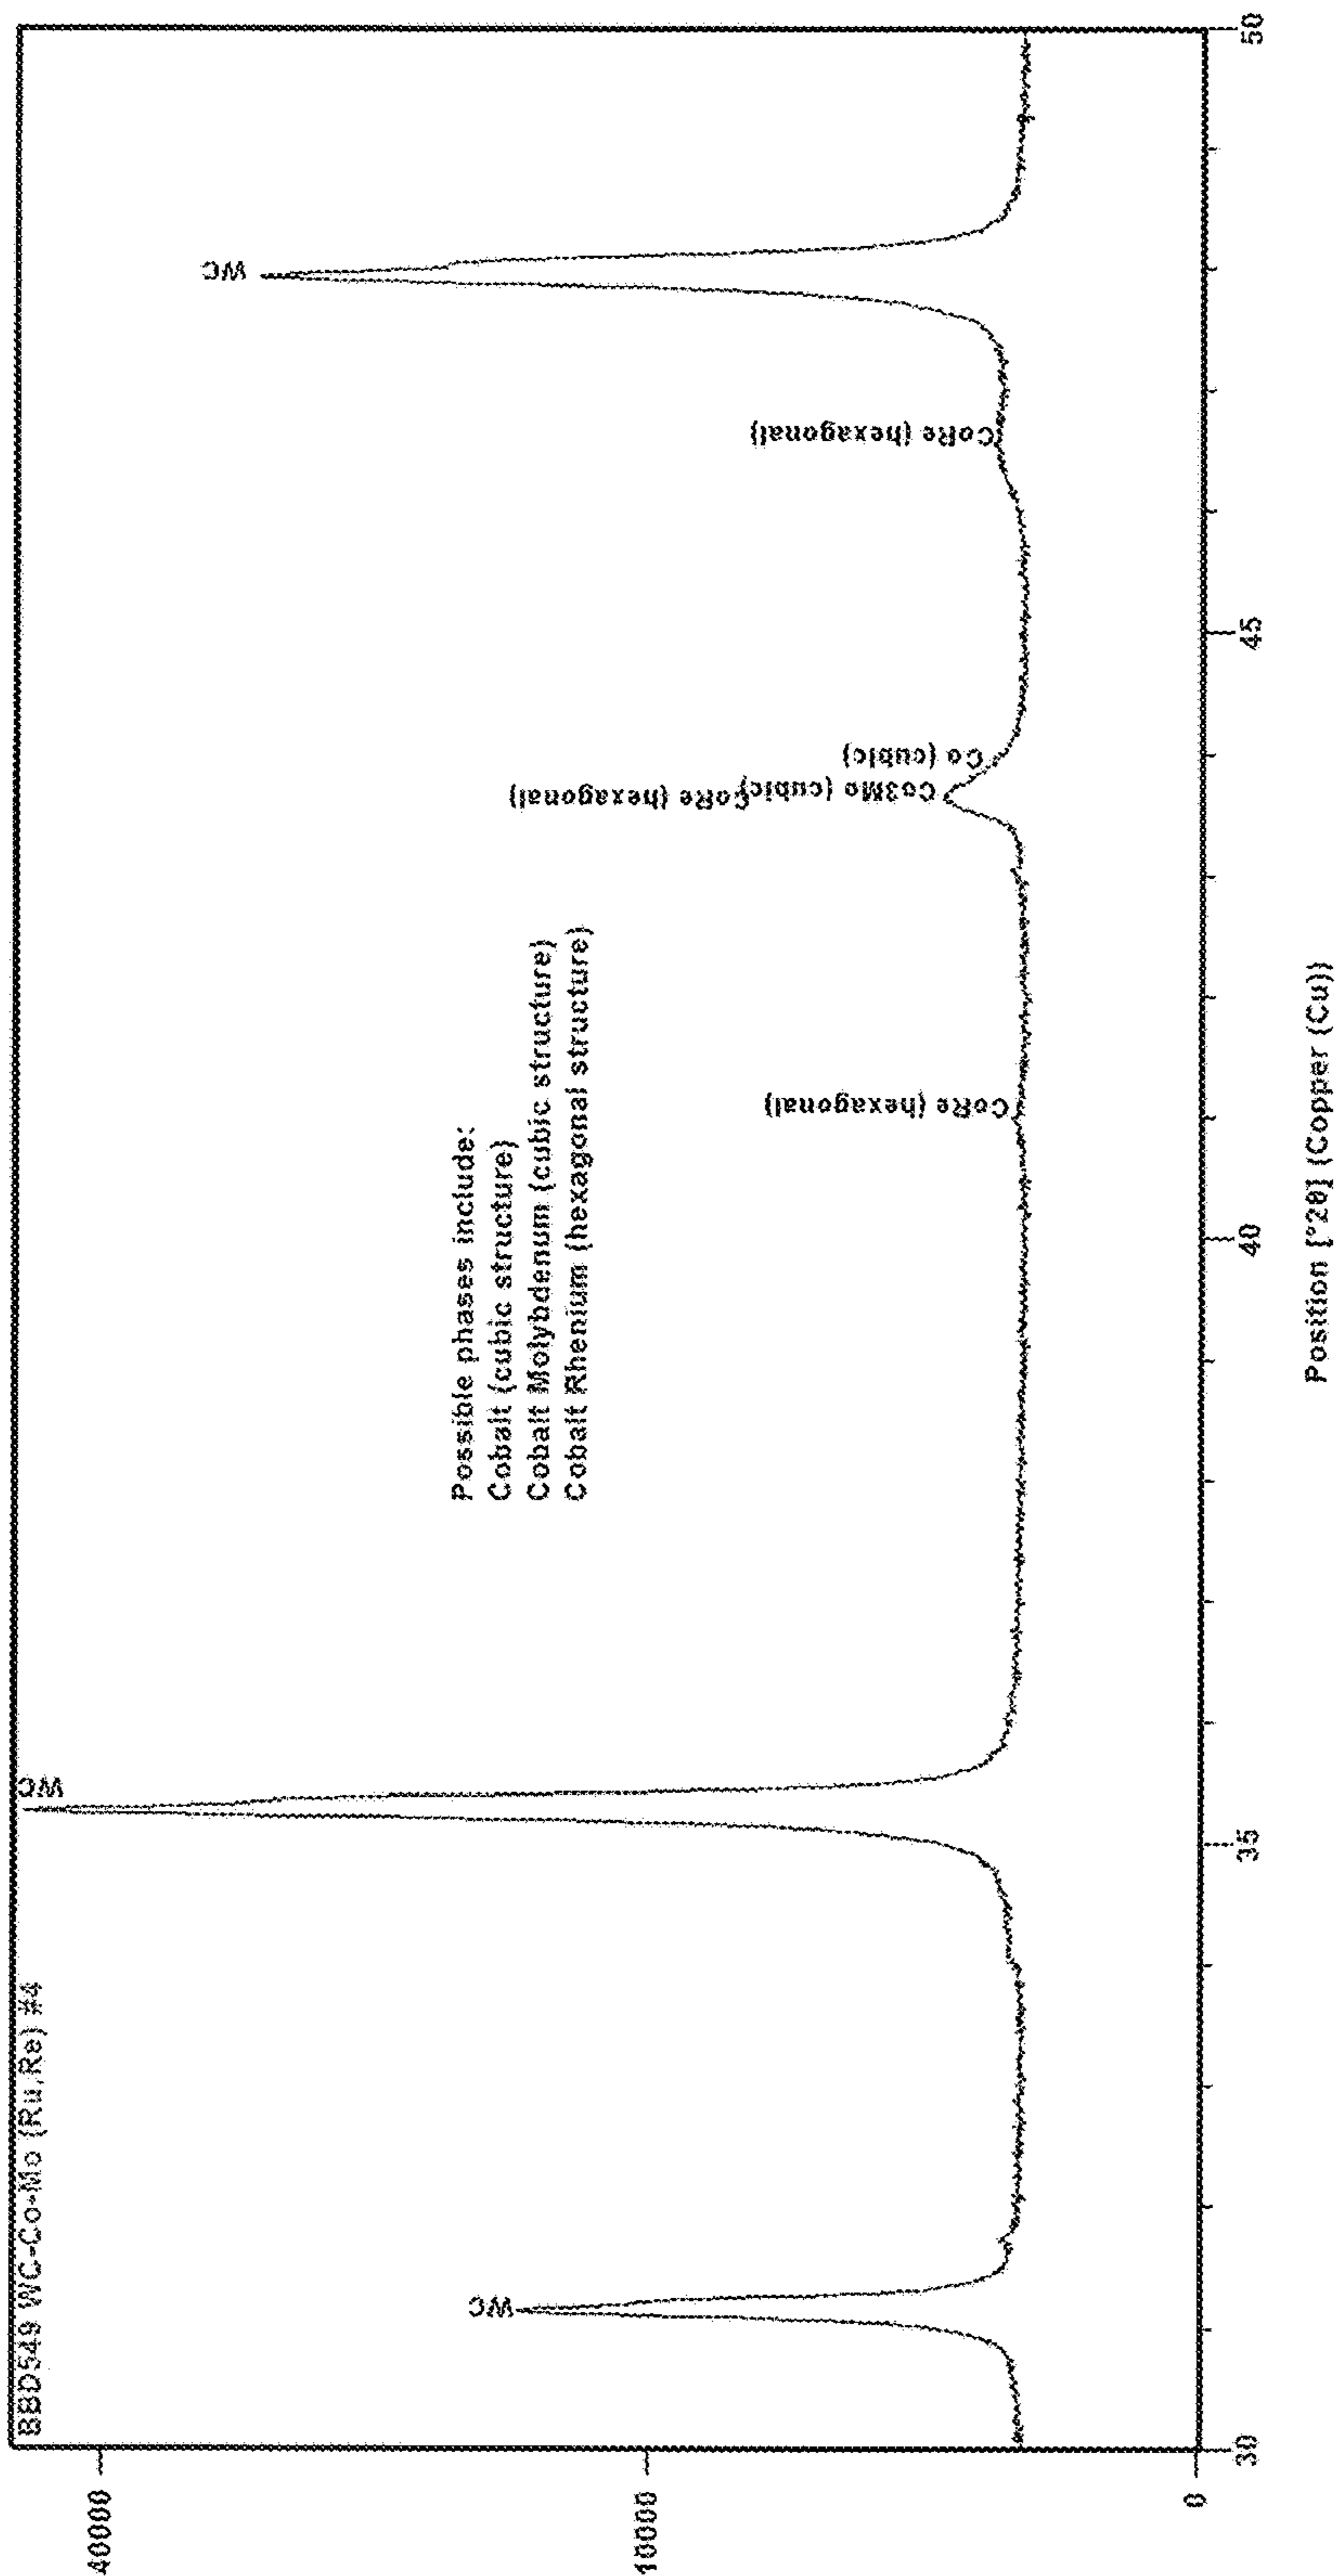 BBD549 WC-Co-Mo (Ru,Re) #4
40000
10000
0
WC
WC
WC
Possible phases include:
Cobalt (cubic structure)
Cobalt Molybdenum (cubic structure)
Cobalt Rhenium (hexagonal structure)
CoRe (hexagonal)
CoRe (hexagonal)
Co3Mo (cubic)
Co (cubic)
CoRe (hexagonal)
30
35
40
45
50
Position [°2θ] (Copper (Cu))